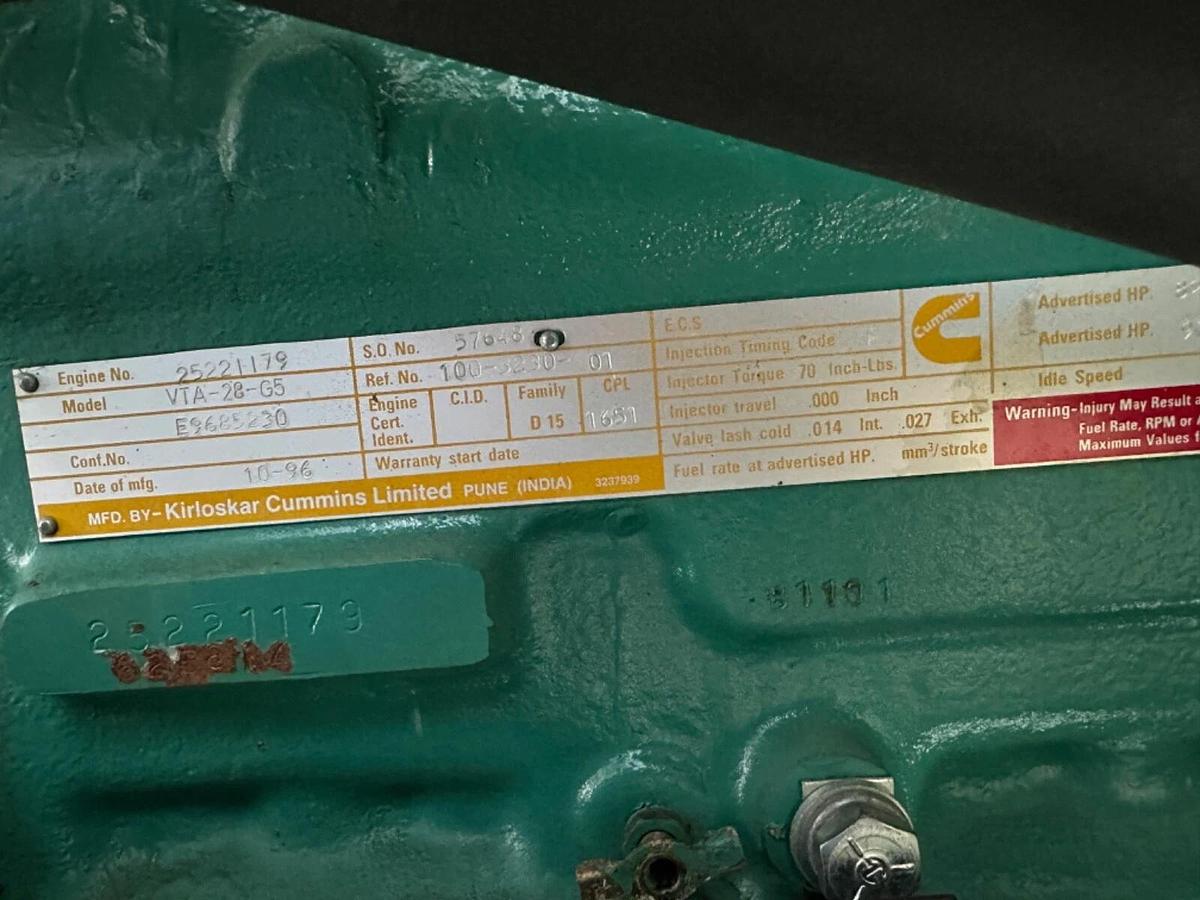 Engine No. 25221179
Model VTA-28-G5
E9685230
Conf.No.
Date of mfg. 10-96
S.O. No.
Ref. No. 01
Engine Cert. Ident.
C.I.D.
Family D 15
CPL 1651
Warranty start date
MFD. BY-Kirloskar Cummins Limited PUNE (INDIA) 3237939
E.C.S
Injection Timing Code
Injector Torque 70 Inch-Lbs.
Injector travel .000 Inch
Valve lash cold .014 Int. .027 Exh.
Fuel rate at advertised HP. mm³/stroke
Cummins
Advertised HP.
Advertised HP.
Idle Speed
Warning-Injury May Result a
Fuel Rate, RPM or
Maximum Values f
25221179